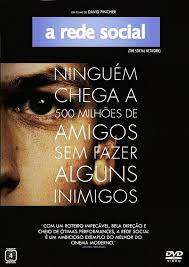 UM FILME DE DAVID FINCHER
a rede social
(THE SOCIAL NETWORK)
NINGUÉM
CHEGA A
500 MILHÕES DE
AMIGOS
SEM FAZER
ALGUNS
INIMIGOS
"COM UM ROTEIRO IMPECÁVEL, BELA DIREÇÃO E
CHEIO DE ÓTIMAS PERFORMANCES, A REDE SOCIAL
É UM AMBICIOSO EXEMPLO DO MELHOR DO
CINEMA MODERNO."
DVD
VIDEO